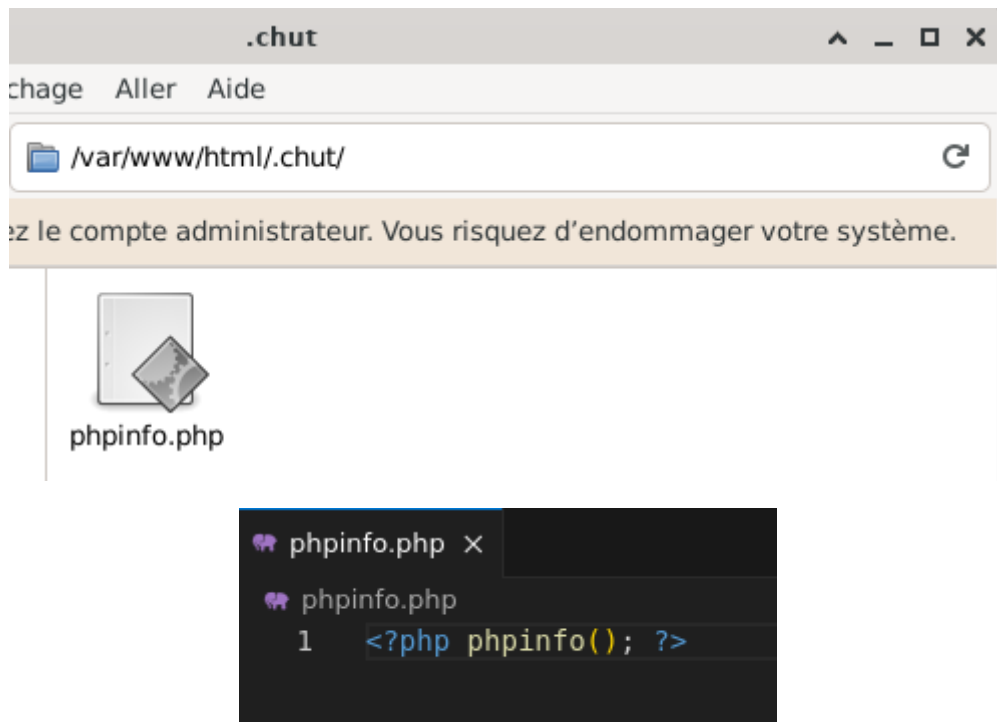 .chut
chage Aller Aide
/var/www/html/.chut/
ez le compte administrateur. Vous risquez d’endommager votre système.
phpinfo.php
phpinfo.php
phpinfo.php
1 <?php phpinfo(); ?>